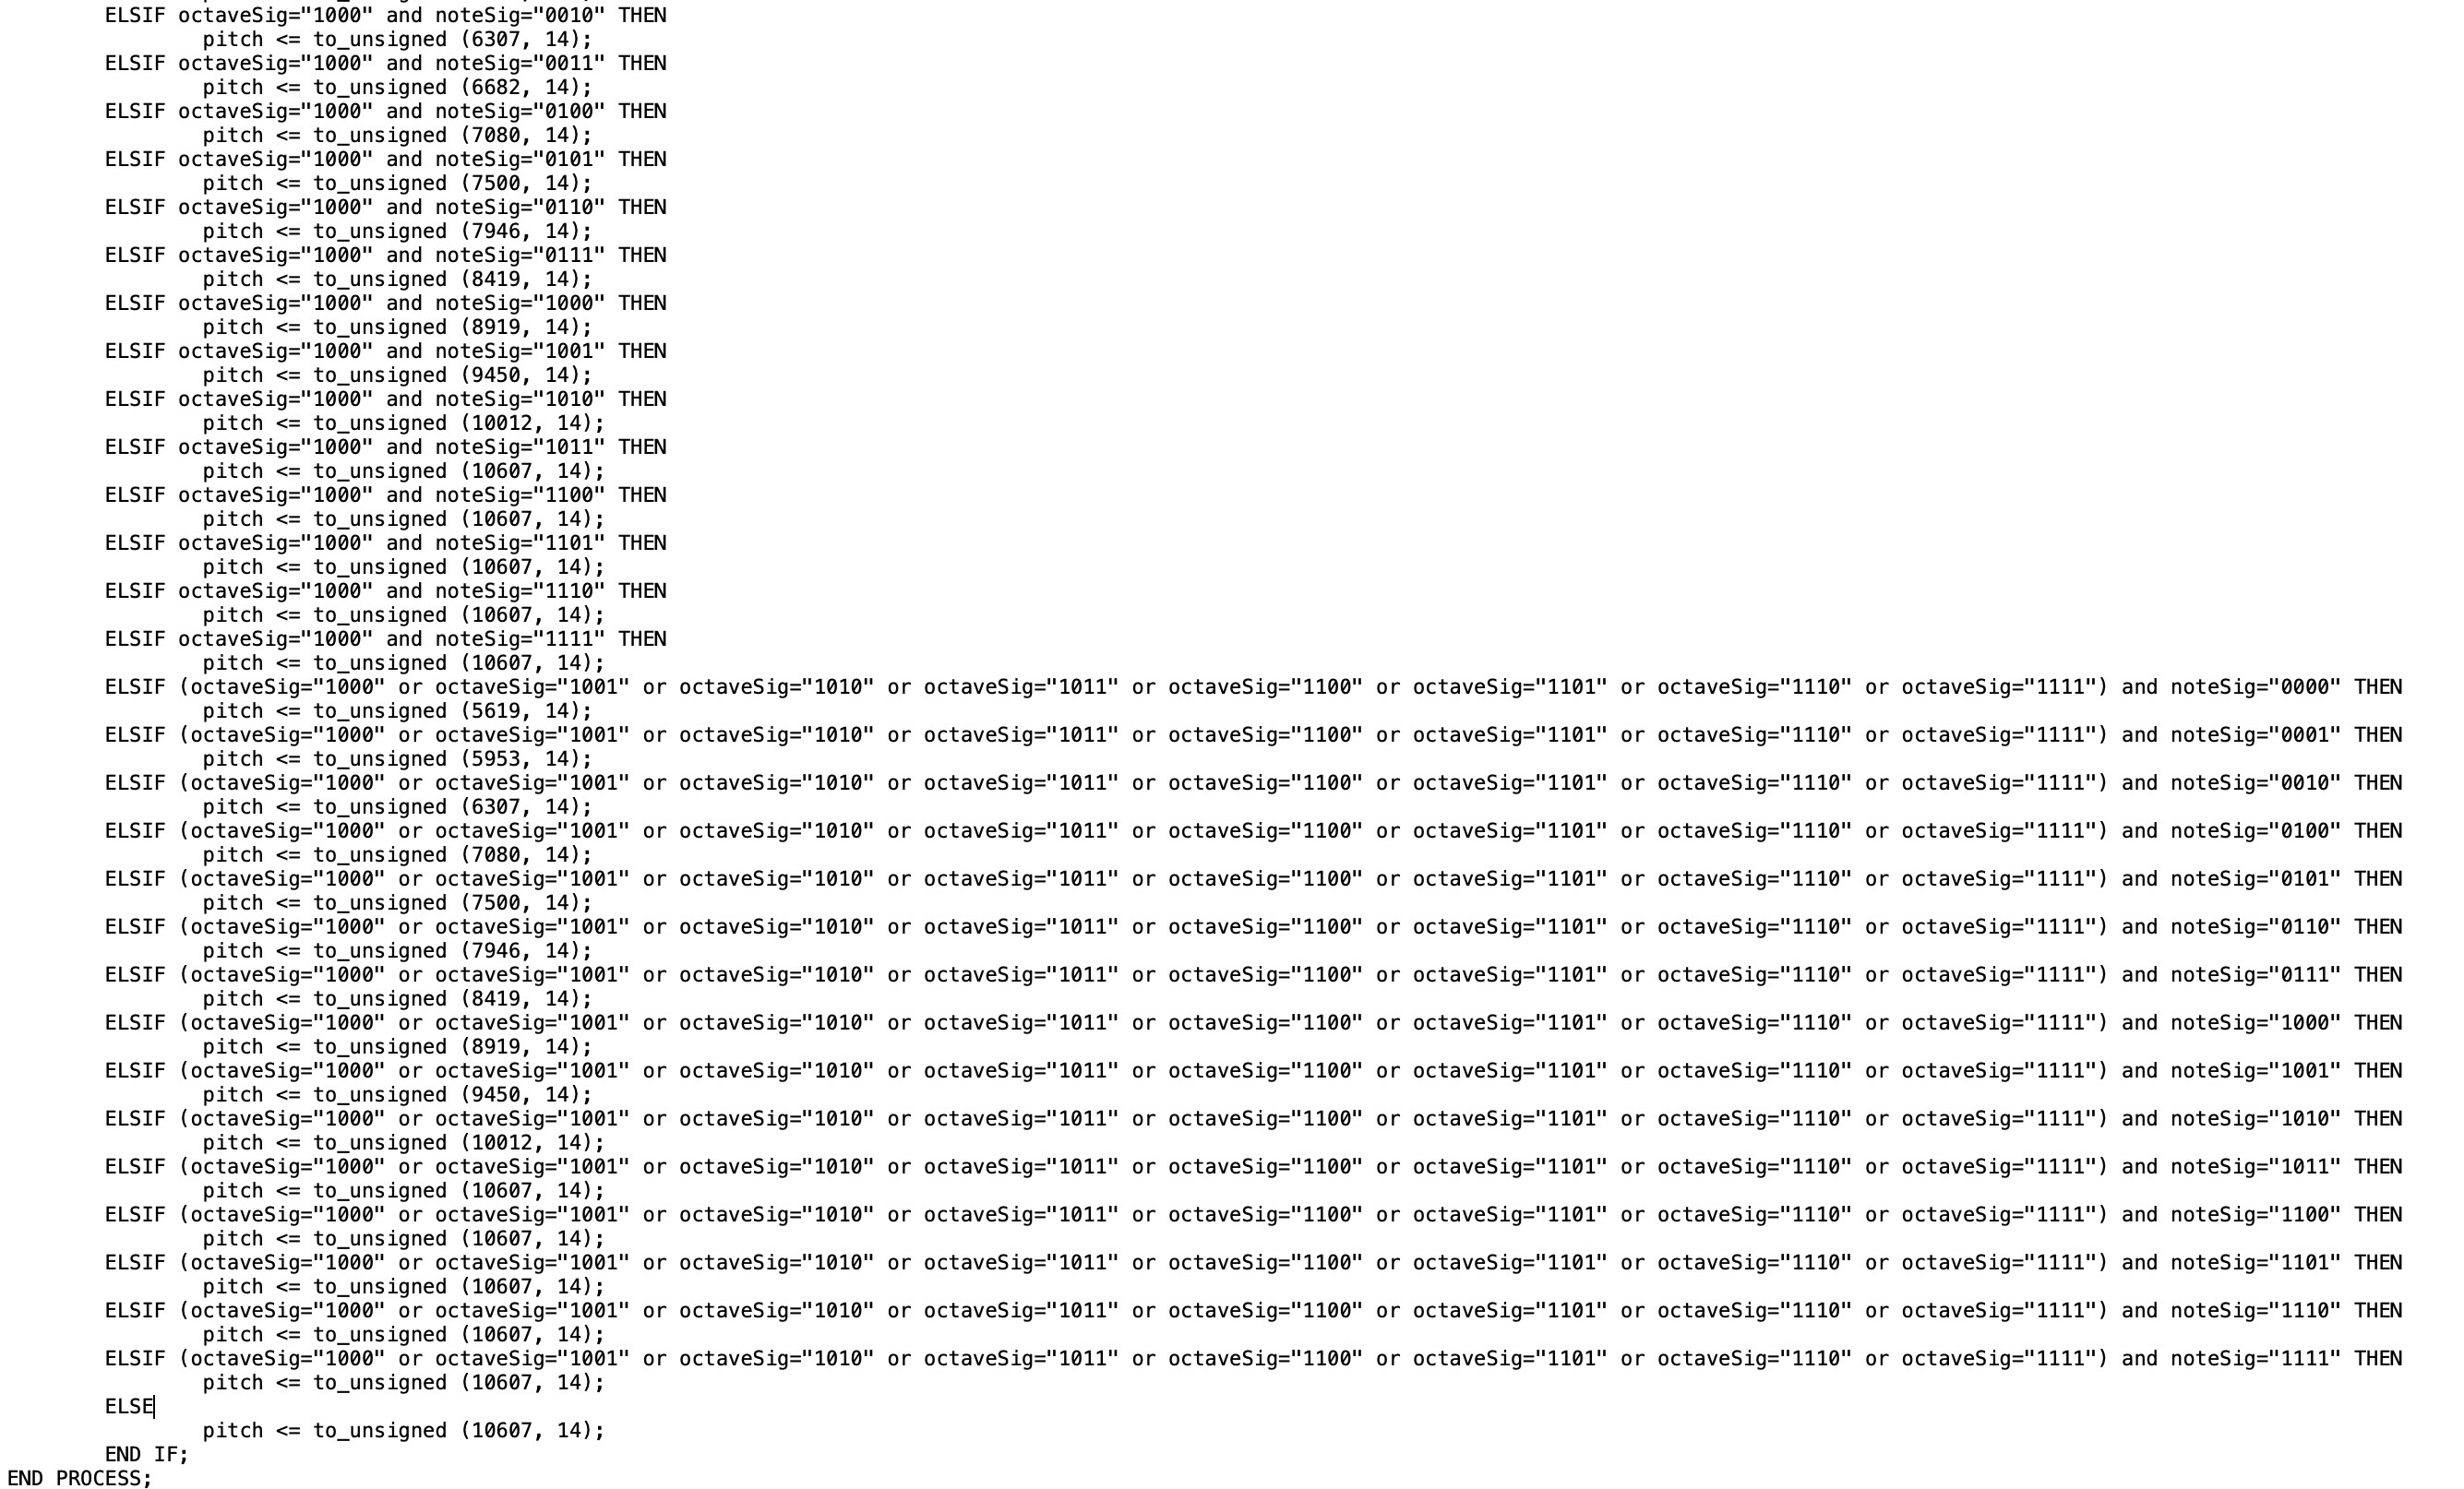 ELSIF octaveSig="1000" and noteSig="0010" THEN
pitch <= to_unsigned (6307, 14);
ELSIF octaveSig="1000" and noteSig="0011" THEN
pitch <= to_unsigned (6682, 14);
ELSIF octaveSig="1000" and noteSig="0100" THEN
pitch <= to_unsigned (7080, 14);
ELSIF octaveSig="1000" and noteSig="0101" THEN
pitch <= to_unsigned (7500, 14);
ELSIF octaveSig="1000" and noteSig="0110" THEN
pitch <= to_unsigned (7946, 14);
ELSIF octaveSig="1000" and noteSig="0111" THEN
pitch <= to_unsigned (8419, 14);
ELSIF octaveSig="1000" and noteSig="1000" THEN
pitch <= to_unsigned (8919, 14);
ELSIF octaveSig="1000" and noteSig="1001" THEN
pitch <= to_unsigned (9450, 14);
ELSIF octaveSig="1000" and noteSig="1010" THEN
pitch <= to_unsigned (10012, 14);
ELSIF octaveSig="1000" and noteSig="1011" THEN
pitch <= to_unsigned (10607, 14);
ELSIF octaveSig="1000" and noteSig="1100" THEN
pitch <= to_unsigned (10607, 14);
ELSIF octaveSig="1000" and noteSig="1101" THEN
pitch <= to_unsigned (10607, 14);
ELSIF octaveSig="1000" and noteSig="1110" THEN
pitch <= to_unsigned (10607, 14);
ELSIF octaveSig="1000" and noteSig="1111" THEN
pitch <= to_unsigned (10607, 14);
ELSIF (octaveSig="1000" or octaveSig="1001" or octaveSig="1010" or octaveSig="1011" or octaveSig="1100" or octaveSig="1101" or octaveSig="1110" or octaveSig="1111") and noteSig="0000" THEN
pitch <= to_unsigned (5619, 14);
ELSIF (octaveSig="1000" or octaveSig="1001" or octaveSig="1010" or octaveSig="1011" or octaveSig="1100" or octaveSig="1101" or octaveSig="1110" or octaveSig="1111") and noteSig="0001" THEN
pitch <= to_unsigned (5953, 14);
ELSIF (octaveSig="1000" or octaveSig="1001" or octaveSig="1010" or octaveSig="1011" or octaveSig="1100" or octaveSig="1101" or octaveSig="1110" or octaveSig="1111") and noteSig="0010" THEN
pitch <= to_unsigned (6307, 14);
ELSIF (octaveSig="1000" or octaveSig="1001" or octaveSig="1010" or octaveSig="1011" or octaveSig="1100" or octaveSig="1101" or octaveSig="1110" or octaveSig="1111") and noteSig="0100" THEN
pitch <= to_unsigned (7080, 14);
ELSIF (octaveSig="1000" or octaveSig="1001" or octaveSig="1010" or octaveSig="1011" or octaveSig="1100" or octaveSig="1101" or octaveSig="1110" or octaveSig="1111") and noteSig="0101" THEN
pitch <= to_unsigned (7500, 14);
ELSIF (octaveSig="1000" or octaveSig="1001" or octaveSig="1010" or octaveSig="1011" or octaveSig="1100" or octaveSig="1101" or octaveSig="1110" or octaveSig="1111") and noteSig="0110" THEN
pitch <= to_unsigned (7946, 14);
ELSIF (octaveSig="1000" or octaveSig="1001" or octaveSig="1010" or octaveSig="1011" or octaveSig="1100" or octaveSig="1101" or octaveSig="1110" or octaveSig="1111") and noteSig="0111" THEN
pitch <= to_unsigned (8419, 14);
ELSIF (octaveSig="1000" or octaveSig="1001" or octaveSig="1010" or octaveSig="1011" or octaveSig="1100" or octaveSig="1101" or octaveSig="1110" or octaveSig="1111") and noteSig="1000" THEN
pitch <= to_unsigned (8919, 14);
ELSIF (octaveSig="1000" or octaveSig="1001" or octaveSig="1010" or octaveSig="1011" or octaveSig="1100" or octaveSig="1101" or octaveSig="1110" or octaveSig="1111") and noteSig="1001" THEN
pitch <= to_unsigned (9450, 14);
ELSIF (octaveSig="1000" or octaveSig="1001" or octaveSig="1010" or octaveSig="1011" or octaveSig="1100" or octaveSig="1101" or octaveSig="1110" or octaveSig="1111") and noteSig="1010" THEN
pitch <= to_unsigned (10012, 14);
ELSIF (octaveSig="1000" or octaveSig="1001" or octaveSig="1010" or octaveSig="1011" or octaveSig="1100" or octaveSig="1101" or octaveSig="1110" or octaveSig="1111") and noteSig="1011" THEN
pitch <= to_unsigned (10607, 14);
ELSIF (octaveSig="1000" or octaveSig="1001" or octaveSig="1010" or octaveSig="1011" or octaveSig="1100" or octaveSig="1101" or octaveSig="1110" or octaveSig="1111") and noteSig="1100" THEN
pitch <= to_unsigned (10607, 14);
ELSIF (octaveSig="1000" or octaveSig="1001" or octaveSig="1010" or octaveSig="1011" or octaveSig="1100" or octaveSig="1101" or octaveSig="1110" or octaveSig="1111") and noteSig="1101" THEN
pitch <= to_unsigned (10607, 14);
ELSIF (octaveSig="1000" or octaveSig="1001" or octaveSig="1010" or octaveSig="1011" or octaveSig="1100" or octaveSig="1101" or octaveSig="1110" or octaveSig="1111") and noteSig="1110" THEN
pitch <= to_unsigned (10607, 14);
ELSIF (octaveSig="1000" or octaveSig="1001" or octaveSig="1010" or octaveSig="1011" or octaveSig="1100" or octaveSig="1101" or octaveSig="1110" or octaveSig="1111") and noteSig="1111" THEN
pitch <= to_unsigned (10607, 14);
ELSE
pitch <= to_unsigned (10607, 14);
END IF;
END PROCESS;